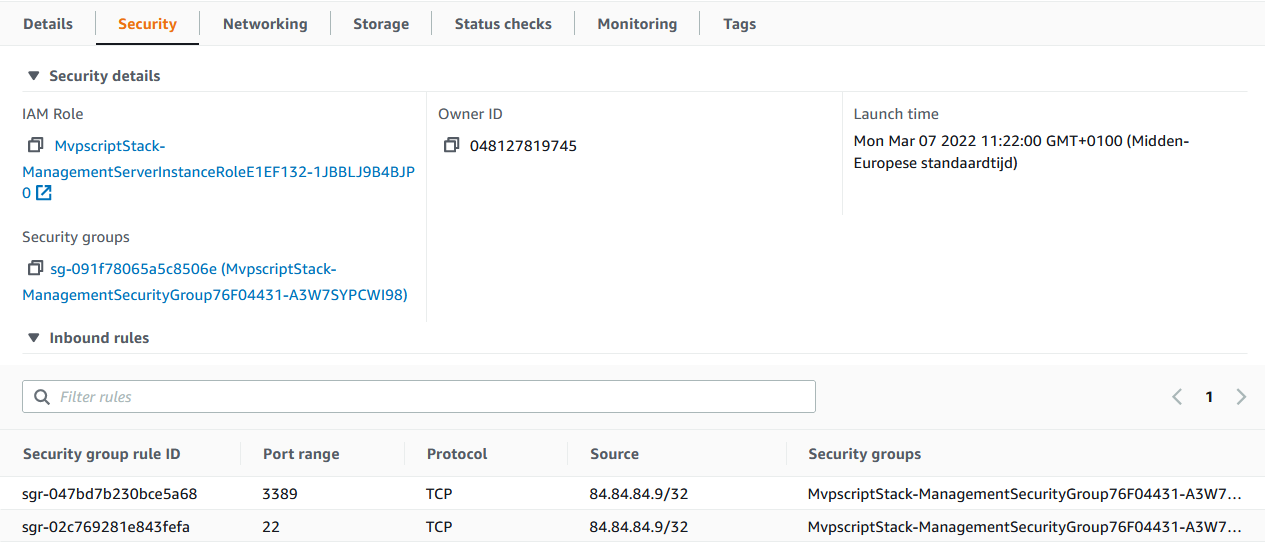 Details Security Networking Storage Status checks Monitoring Tags
Security details
IAM Role
MvpscriptStack-
ManagementServerInstanceRoleE1EF132-1JBBLJ9B4BJP
0
Owner ID
048127819745
Launch time
Mon Mar 07 2022 11:22:00 GMT+0100 (Midden-
Europese standaardtijd)
Security groups
sg-091f78065a5c8506e (MvpscriptStack-
ManagementSecurityGroup76F04431-A3W7SYPCWI98)
Inbound rules
Filter rules
1
Security group rule ID Port range Protocol Source Security groups
sgr-047bd7b230bce5a68 3389 TCP 84.84.84.9/32 MvpscriptStack-ManagementSecurityGroup76F04431-A3W7...
sgr-02c769281e843fefa 22 TCP 84.84.84.9/32 MvpscriptStack-ManagementSecurityGroup76F04431-A3W7...